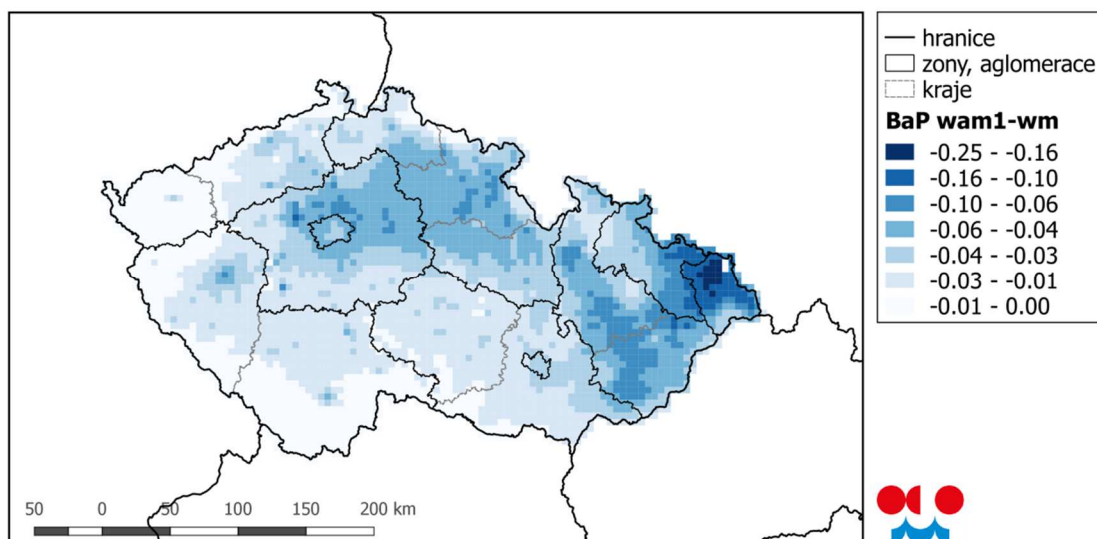 hranice
zony, aglomerace
kraje
BaP wam1-wm
-0.25 - -0.16
-0.16 - -0.10
-0.10 - -0.06
-0.06 - -0.04
-0.04 - -0.03
-0.03 - -0.01
-0.01 - 0.00
50 0 50 100 150 200 km